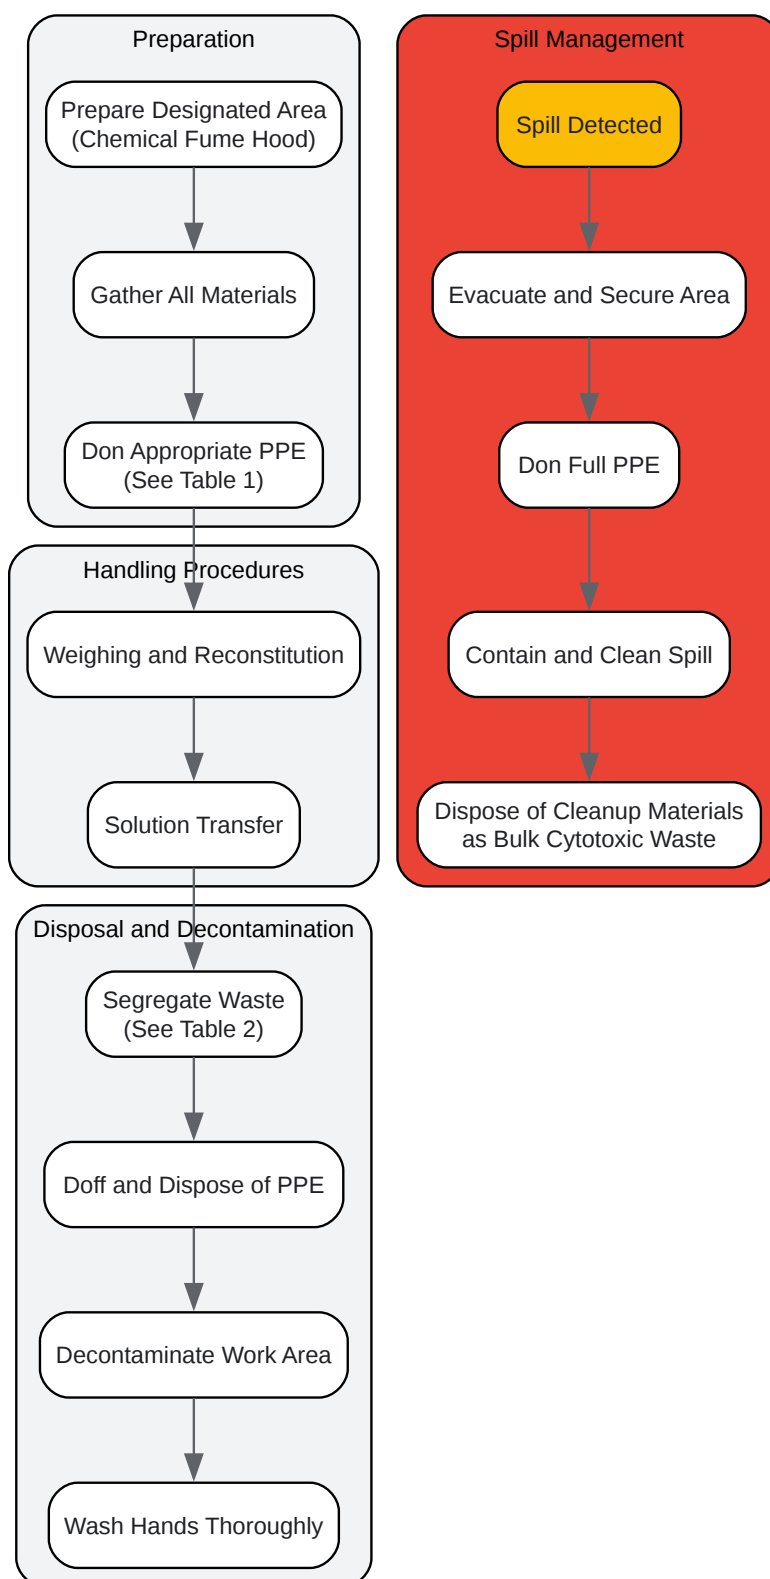 Preparation
Prepare Designated Area
(Chemical Fume Hood)
Gather All Materials
Don Appropriate PPE
(See Table 1)
Handling Procedures
Weighing and Reconstitution
Solution Transfer
Disposal and Decontamination
Segregate Waste
(See Table 2)
Doff and Dispose of PPE
Decontaminate Work Area
Wash Hands Thoroughly
Spill Management
Spill Detected
Evacuate and Secure Area
Don Full PPE
Contain and Clean Spill
Dispose of Cleanup Materials
as Bulk Cytotoxic Waste